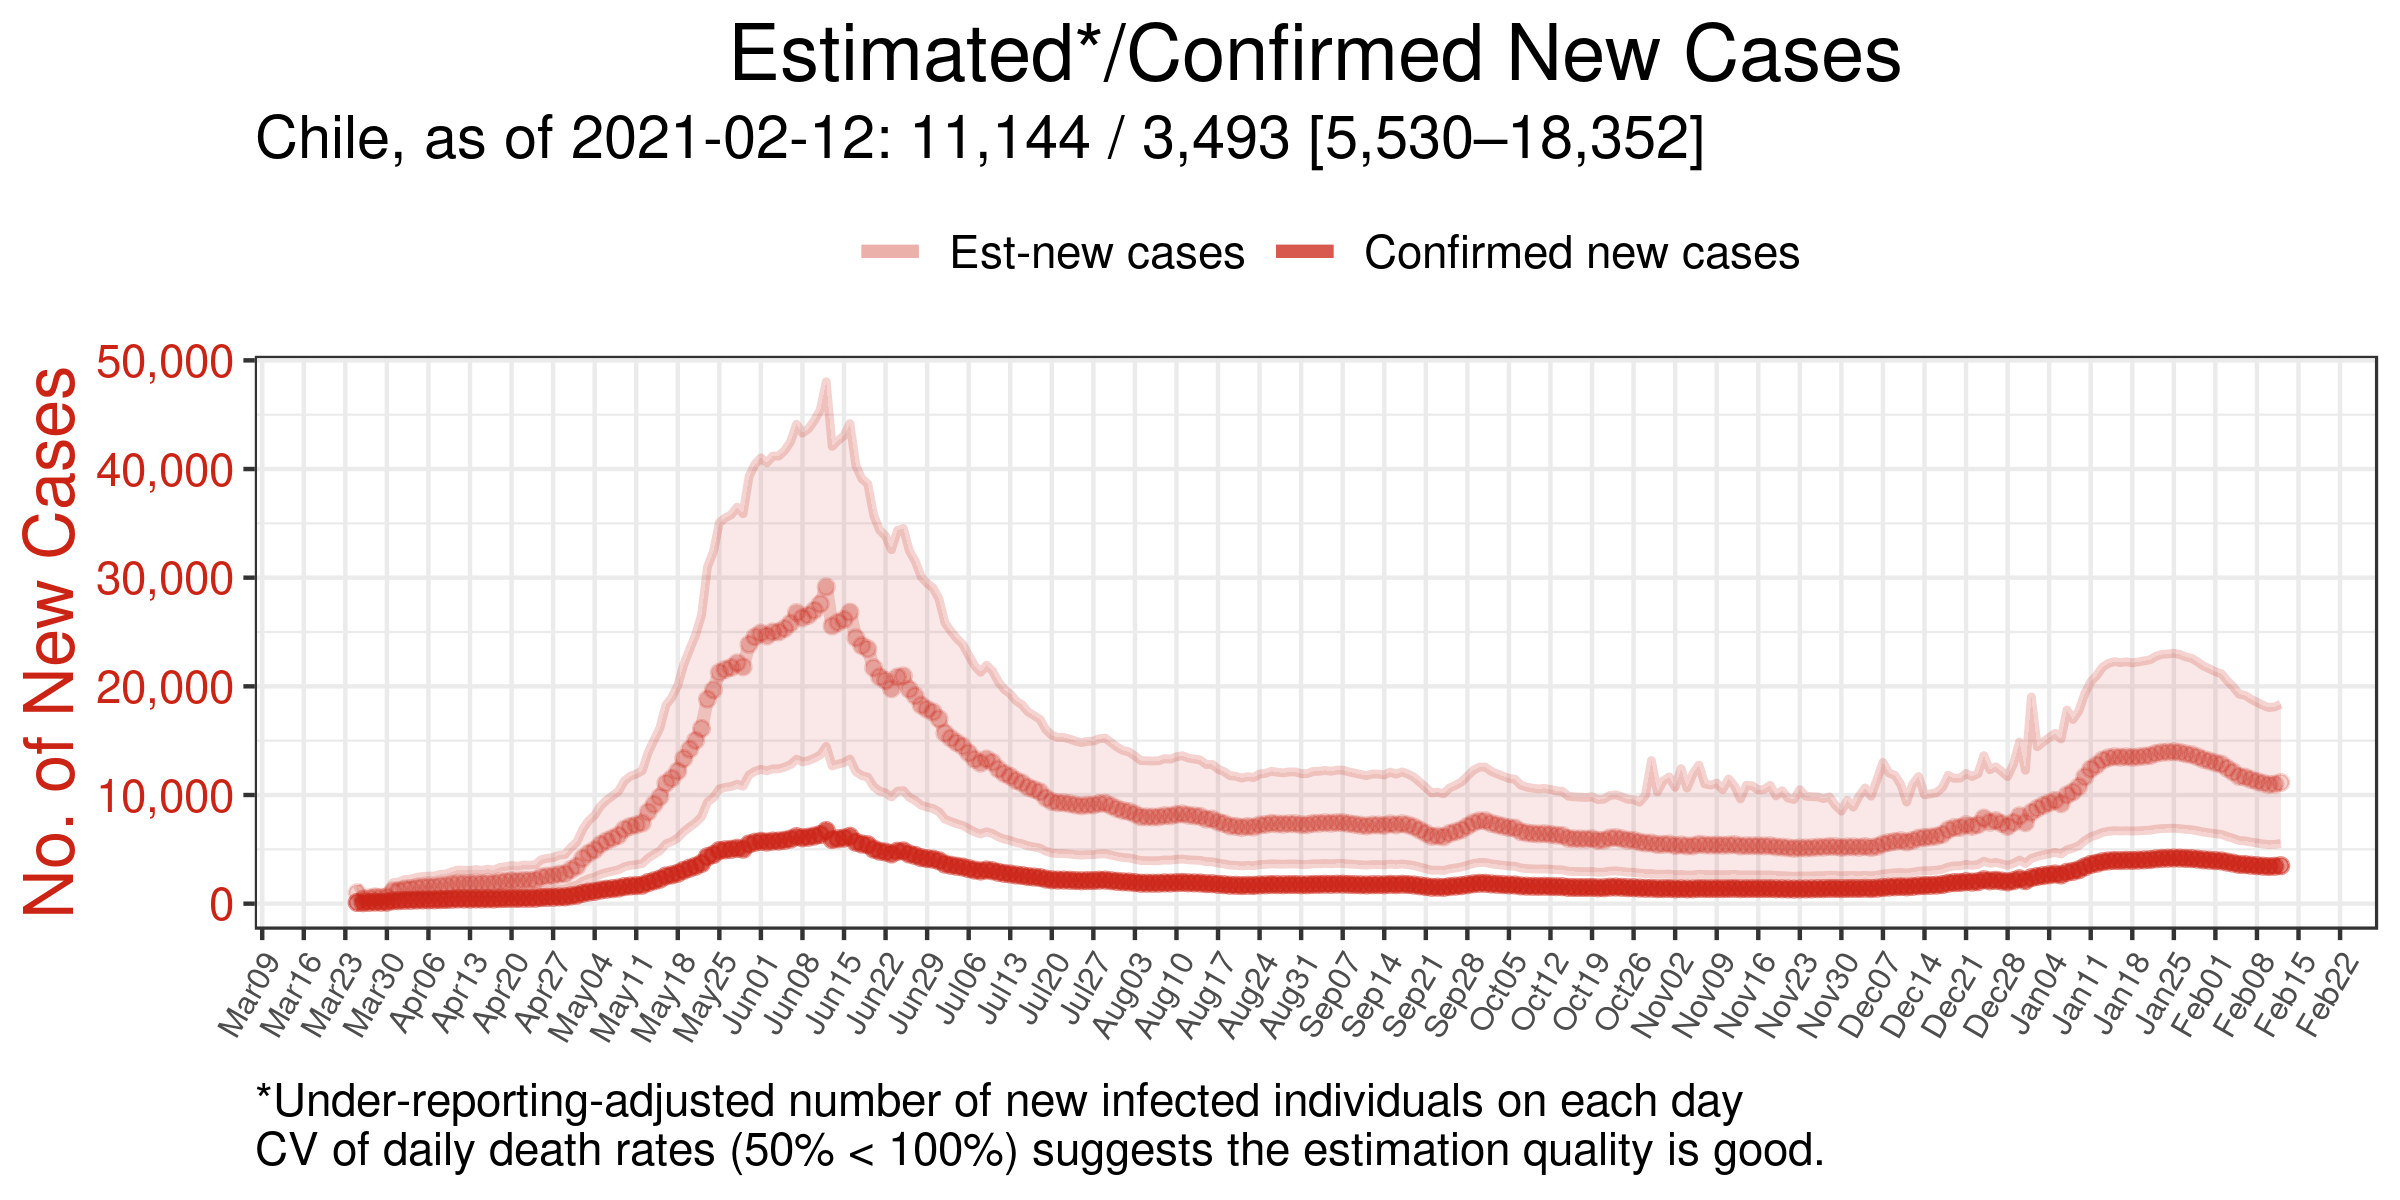 Estimated*/Confirmed New Cases
Chile, as of 2021-02-12: 11,144 / 3,493 [5,530–18,352]
Est-new cases
Confirmed new cases
No. of New Cases
50,000
40,000
30,000
20,000
10,000
0
Mar09
Mar16
Mar23
Mar30
Apr06
Apr13
Apr20
Apr27
May04
May11
May18
May25
Jun01
Jun08
Jun15
Jun22
Jun29
Jul06
Jul13
Jul20
Jul27
Aug03
Aug10
Aug17
Aug24
Aug31
Sep07
Sep14
Sep21
Sep28
Oct05
Oct12
Oct19
Oct26
Nov02
Nov09
Nov16
Nov23
Nov30
Dec07
Dec14
Dec21
Dec28
Jan04
Jan11
Jan18
Jan25
Feb01
Feb08
Feb15
Feb22
*Under-reporting-adjusted number of new infected individuals on each day
CV of daily death rates (50% < 100%) suggests the estimation quality is good.